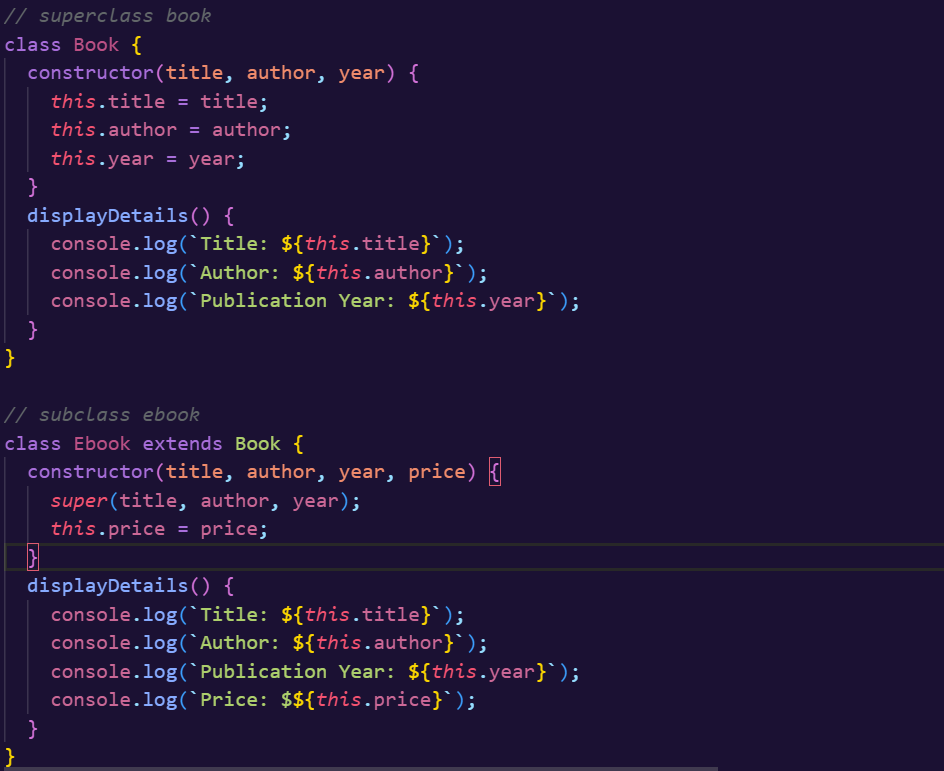 // superclass book
class Book {
  constructor(title, author, year) {
    this.title = title;
    this.author = author;
    this.year = year;
  }
  displayDetails() {
    console.log(`Title: ${this.title}`);
    console.log(`Author: ${this.author}`);
    console.log(`Publication Year: ${this.year}`);
  }
}

// subclass ebook
class Ebook extends Book {
  constructor(title, author, year, price) {
    super(title, author, year);
    this.price = price;
  }
  displayDetails() {
    console.log(`Title: ${this.title}`);
    console.log(`Author: ${this.author}`);
    console.log(`Publication Year: ${this.year}`);
    console.log(`Price: $${this.price}`);
  }
}